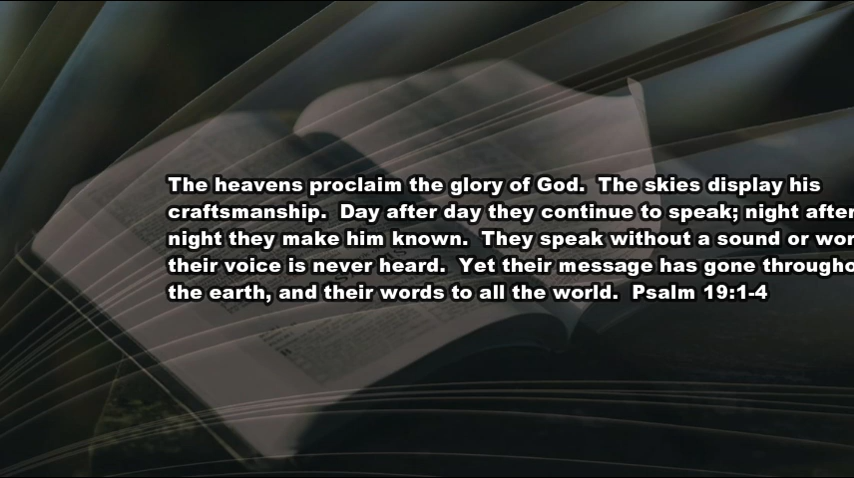 The heavens proclaim the glory of God.  The skies display his
craftsmanship.  Day after day they continue to speak; night after
night they make him known.  They speak without a sound or wor
their voice is never heard.  Yet their message has gone througho
the earth, and their words to all the world.  Psalm 19:1-4